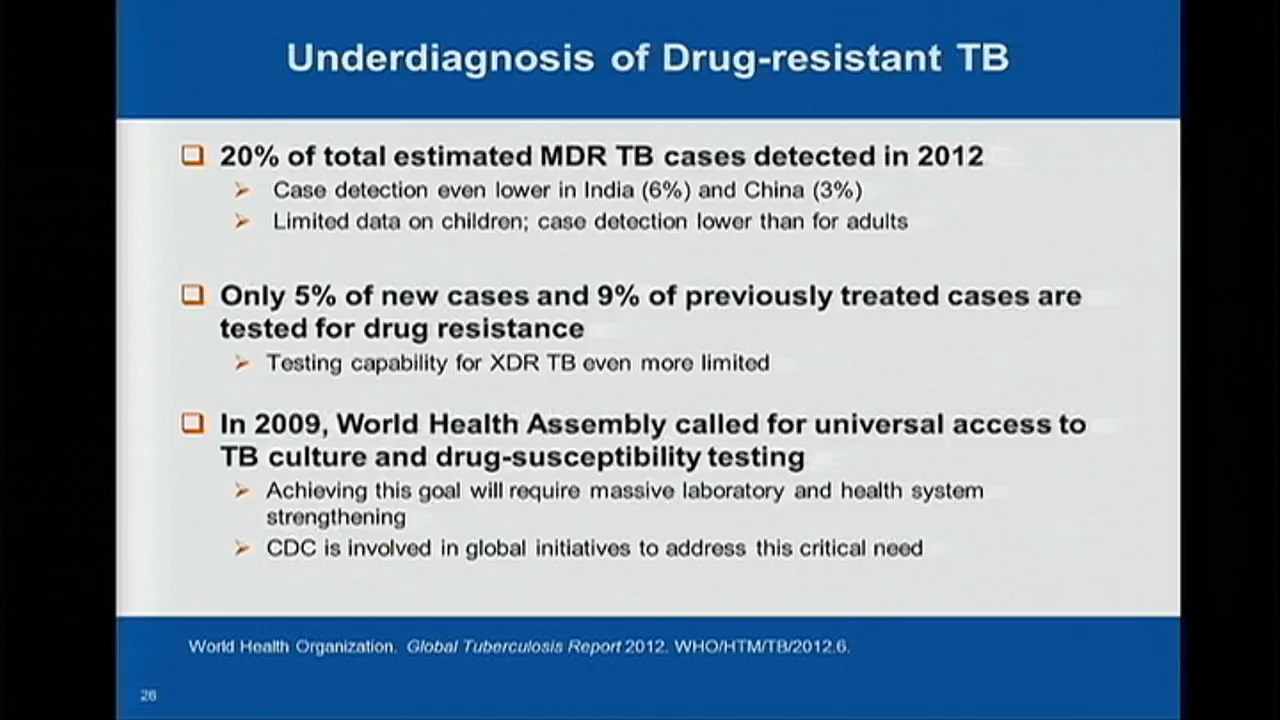 Underdiagnosis of Drug-resistant TB
20% of total estimated MDR TB cases detected in 2012
Case detection even lower in India (6%) and China (3%)
Limited data on children; case detection lower than for adults
Only 5% of new cases and 9% of previously treated cases are
tested for drug resistance
Testing capability for XDR TB even more limited
In 2009, World Health Assembly called for universal access to
TB culture and drug-susceptibility testing
Achieving this goal will require massive laboratory and health system
strengthening
CDC is involved in global initiatives to address this critical need
World Health Organization. Global Tuberculosis Report 2012. WHO/HTM/TB/2012.6.
26